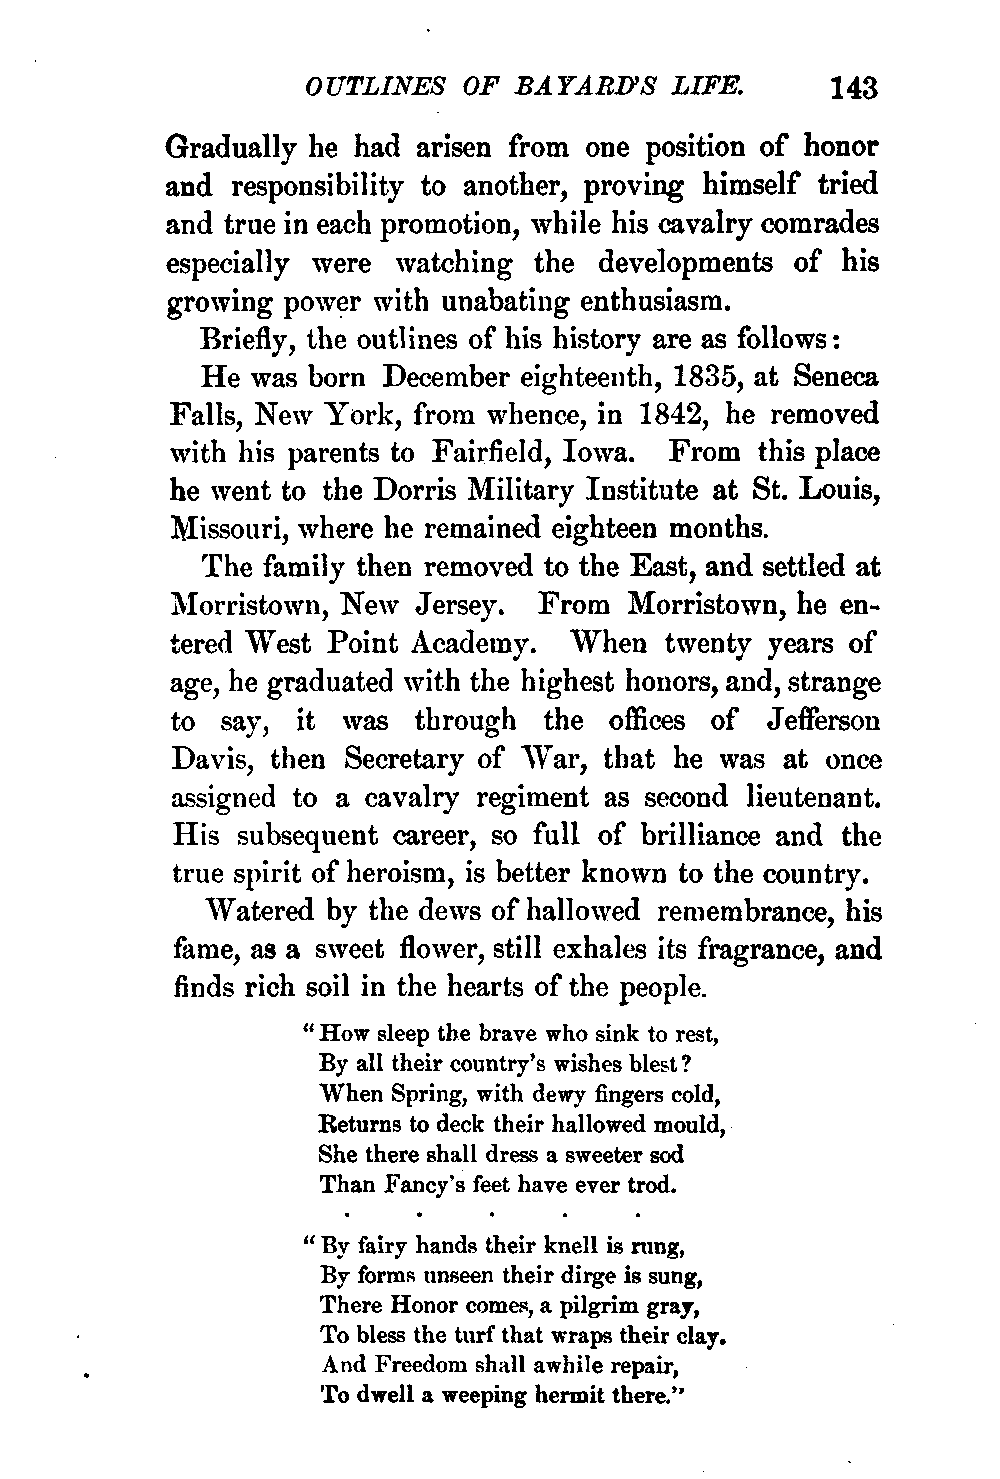 OUTLINES OF BAYARD'S LIFE. 143
Gradually he had arisen from one position of honor
and responsibility to another, proving himself tried
and true in each promotion, while his cavalry comrades
especially were watching the developments of his
growing power with unabating enthusiasm.
Briefly, the outlines of his history are as follows:
He was born December eighteenth, 1835, at Seneca
Falls, New York, from whence, in 1842, he removed
with his parents to Fairfield, Iowa. From this place
he went to the Dorris Military Institute at St. Louis,
Missouri, where he remained eighteen months.
The family then removed to the East, and settled at
Morristown, New Jersey. From Morristown, he en-
tered West Point Academy. When twenty years of
age, he graduated with the highest honors, and, strange
to say, it was through the offices of Jefferson
Davis, then Secretary of War, that he was at once
assigned to a cavalry regiment as second lieutenant.
His subsequent career, so full of brilliance and the
true spirit of heroism, is better known to the country.
Watered by the dews of hallowed remembrance, his
fame, as a sweet flower, still exhales its fragrance, and
finds rich soil in the hearts of the people.
"How sleep the brave who sink to rest,
By all their country's wishes blest?
When Spring, with dewy fingers cold,
Returns to deck their hallowed mould,
She there shall dress a sweeter sod
Than Fancy's feet have ever trod.
. . . . .
"By fairy hands their knell is rung,
By forms unseen their dirge is sung,
There Honor comes, a pilgrim gray,
To bless the turf that wraps their clay.
And Freedom shall awhile repair,
To dwell a weeping hermit there."